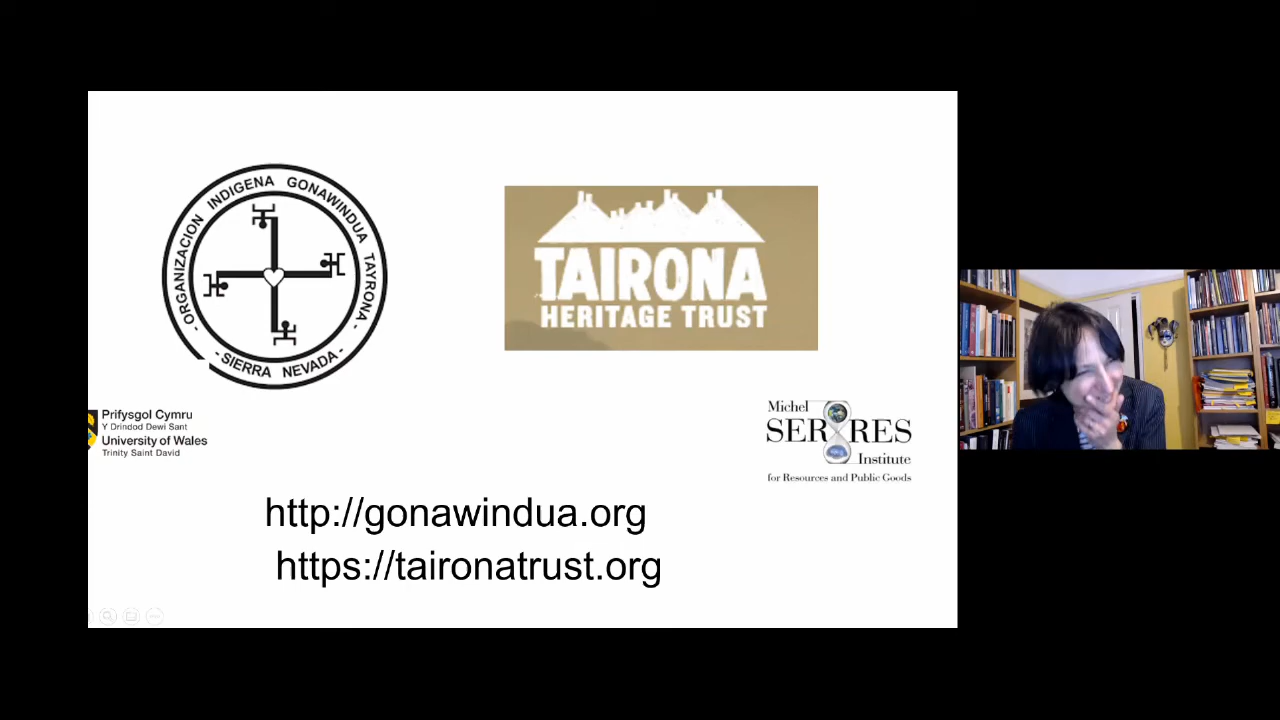 - ORGANIZACION INDIGENA GONAWINDUA TAYRONA -
- SIERRA NEVADA -
TAIRONA
HERITAGE TRUST
Prifysgol Cymru
Y Drindod Dewi Sant
University of Wales
Trinity Saint David
Michel
SERRES
Institute
for Resources and Public Goods
http://gonawindua.org
https://taironatrust.org